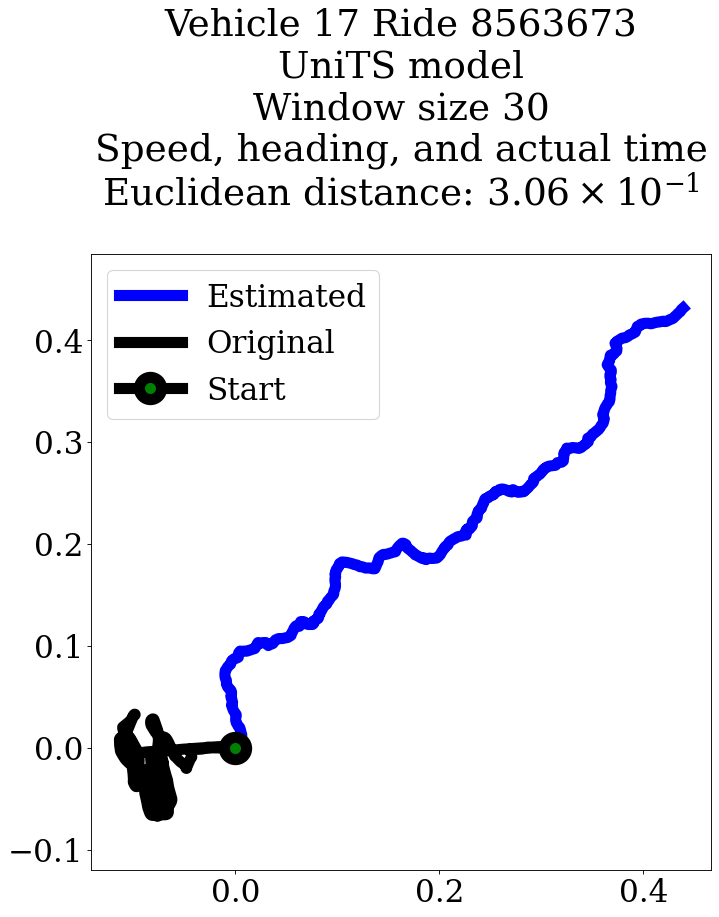 Vehicle 17 Ride 8563673
UniTS model
Window size 30
Speed, heading, and actual time
Euclidean distance: 3.06 × 10⁻¹
Estimated
Original
Start
0.4
0.3
0.2
0.1
0.0
−0.1
0.0 0.2 0.4